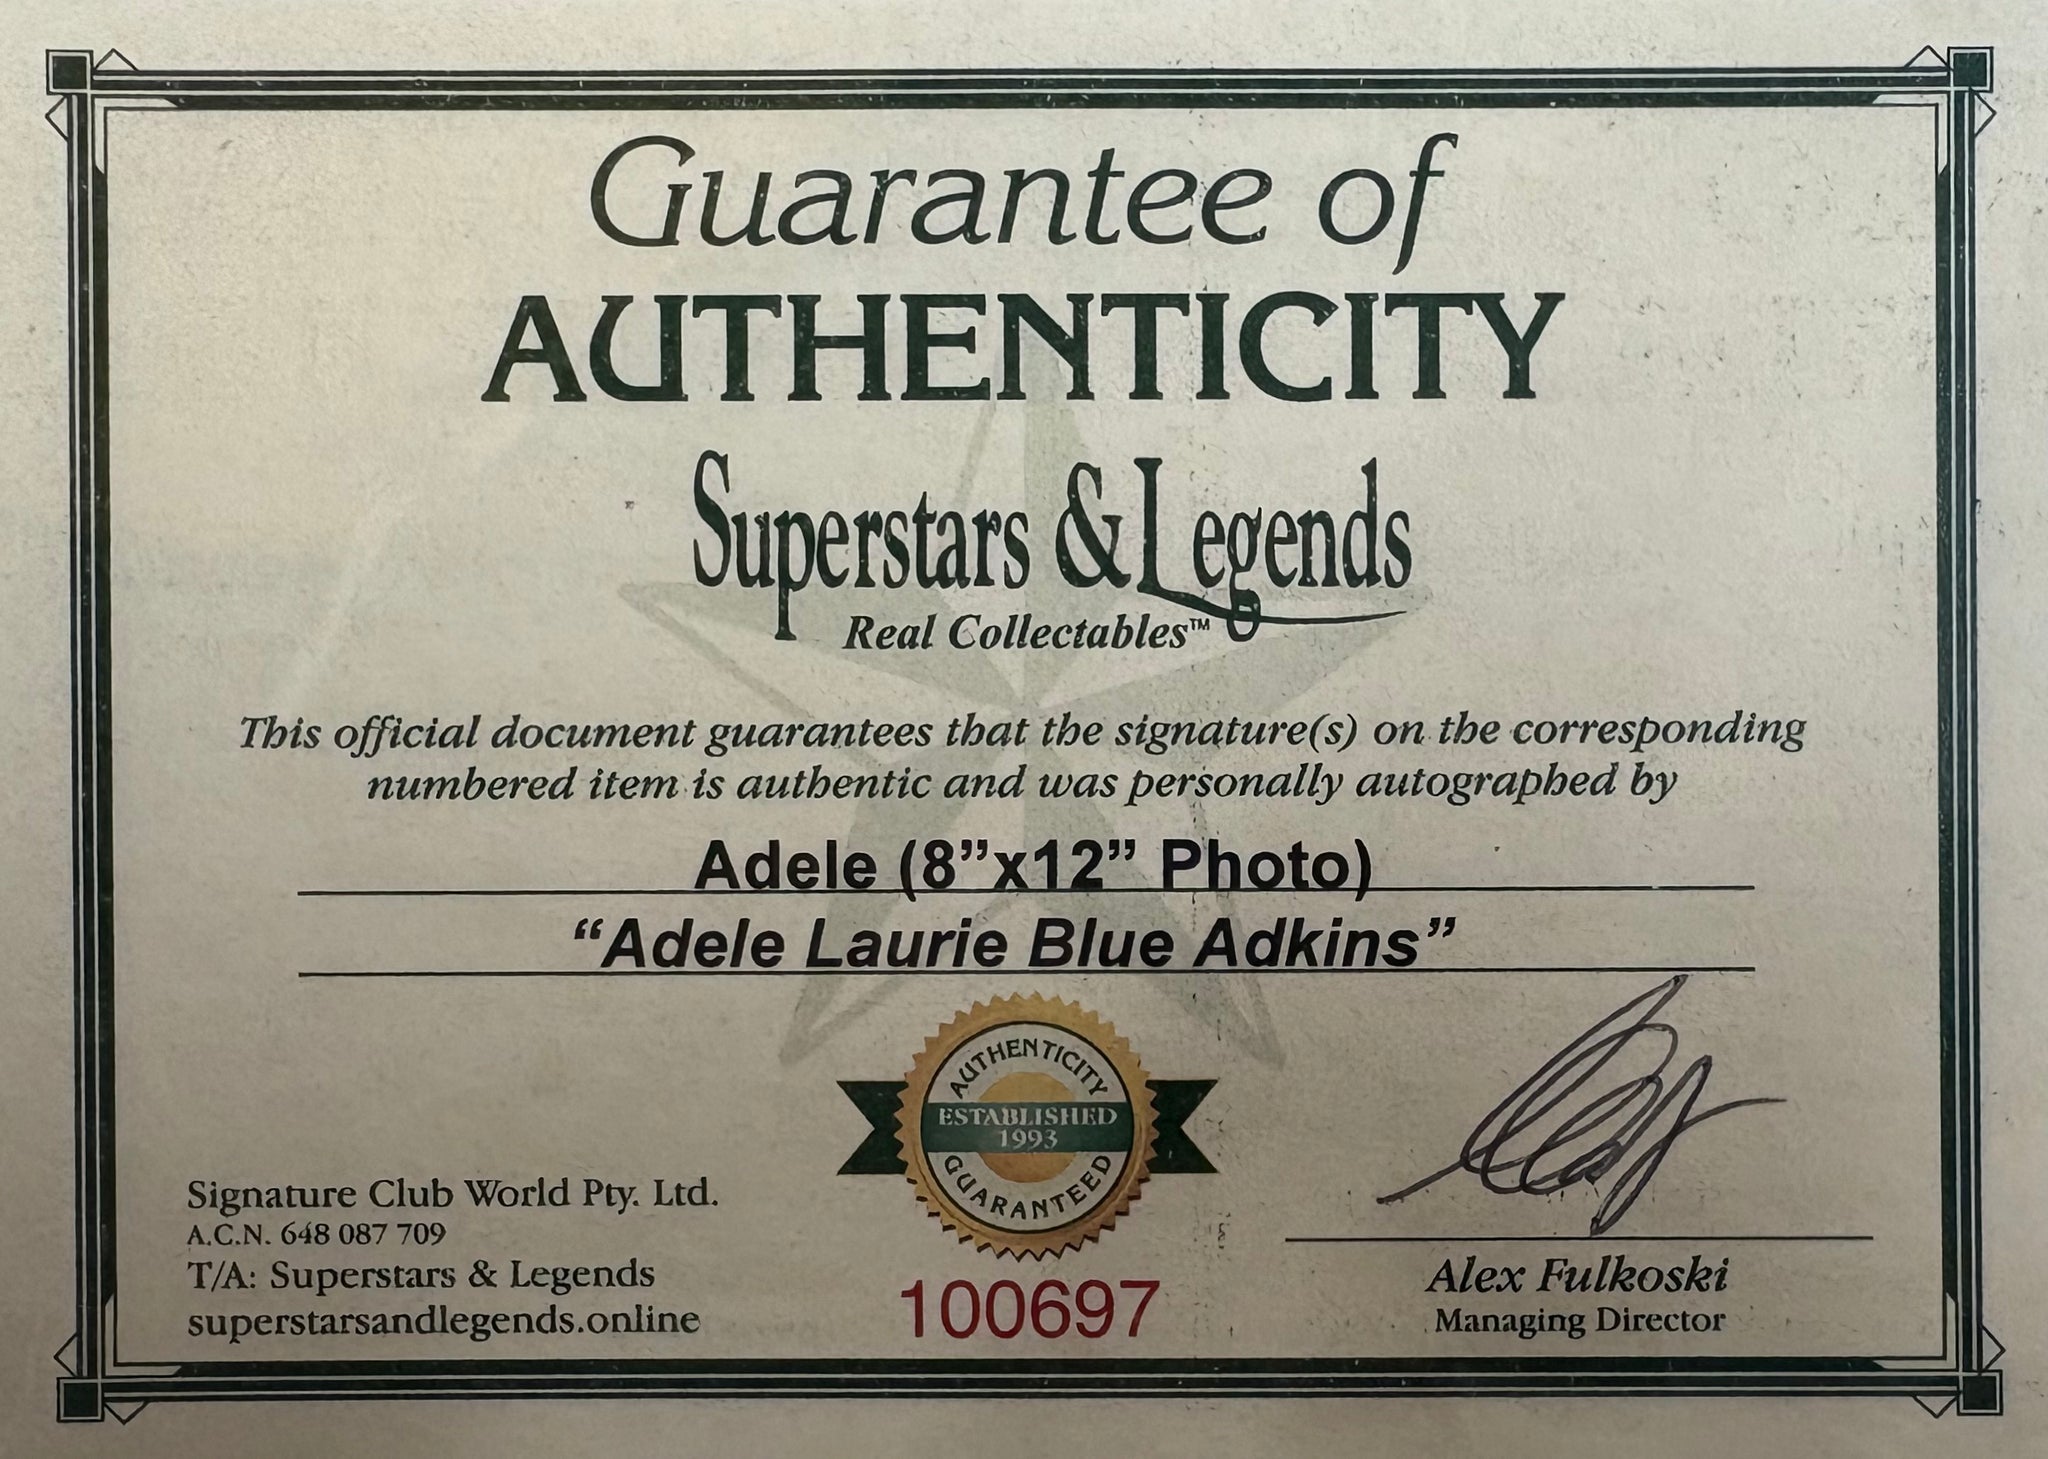 Guarantee of
AUTHENTICITY
Superstars & Legends
Real Collectables™
This official document guarantees that the signature(s) on the corresponding
numbered item is authentic and was personally autographed by
Adele (8”x12” Photo)
“Adele Laurie Blue Adkins”
AUTHENTICITY
ESTABLISHED
1993
GUARANTEED
Signature Club World Pty. Ltd.
A.C.N. 648 087 709
T/A: Superstars & Legends
superstarsandlegends.online
100697
Alex Fulkoski
Managing Director